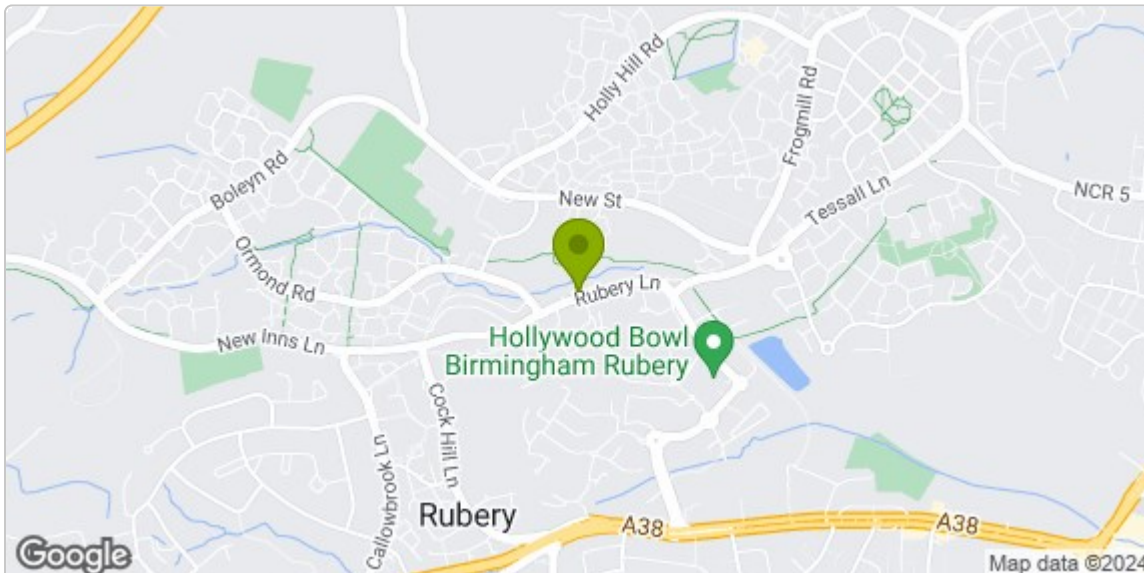 Holly Hill Rd
Frogmill Rd
Boleyn Rd
Tessall Ln
NCR 5
New St
Ormond Rd
Rubery Ln
New Inns Ln
Hollywood Bowl
Birmingham Rubery
Cock Hill Ln
Callowbrook Ln
Rubery
A38
A38
Google
Map data ©2024